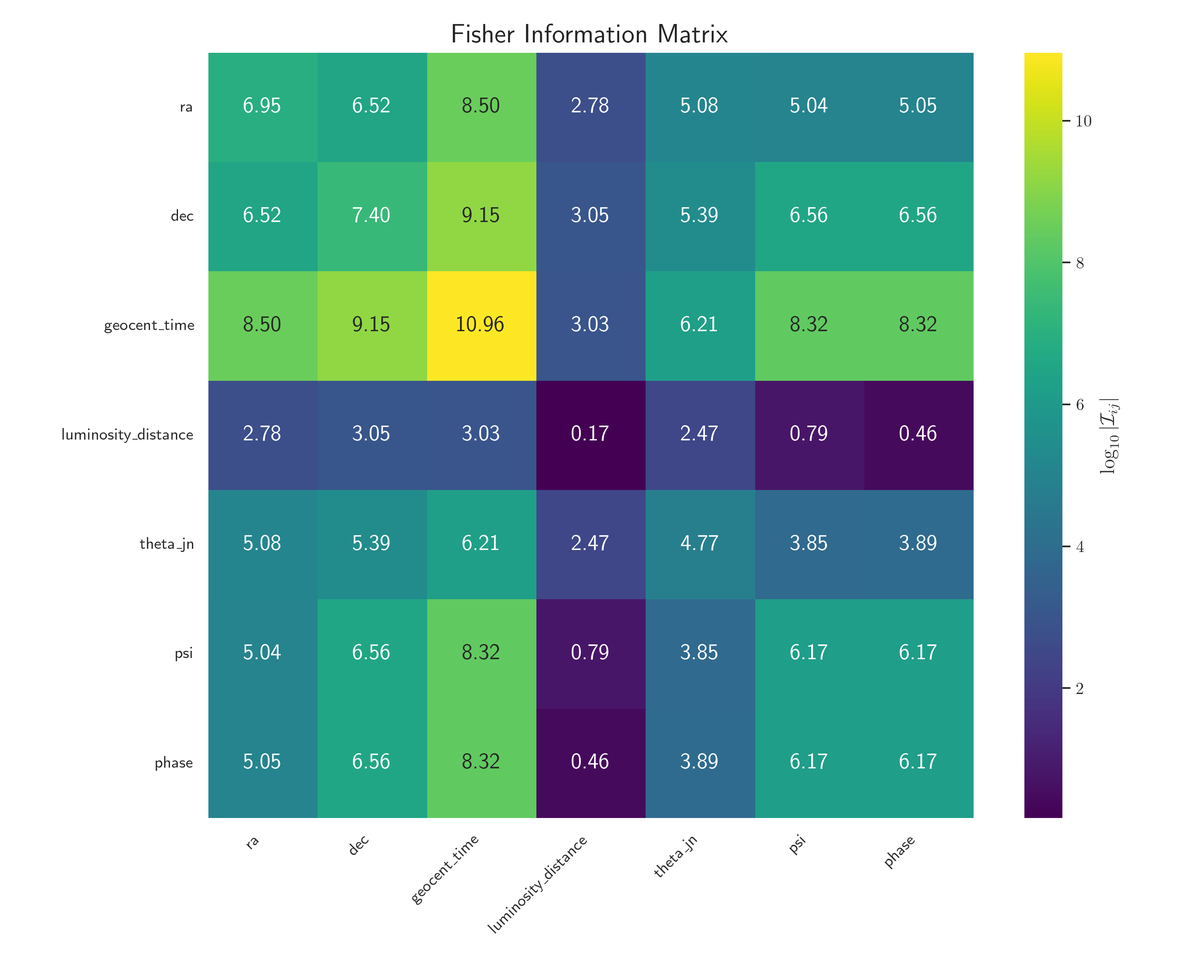 Fisher Information Matrix
ra 6.95 6.52 8.50 2.78 5.08 5.04 5.05
dec 6.52 7.40 9.15 3.05 5.39 6.56 6.56
geocent_time 8.50 9.15 10.96 3.03 6.21 8.32 8.32
luminosity_distance 2.78 3.05 3.03 0.17 2.47 0.79 0.46
theta_jn 5.08 5.39 6.21 2.47 4.77 3.85 3.89
psi 5.04 6.56 8.32 0.79 3.85 6.17 6.17
phase 5.05 6.56 8.32 0.46 3.89 6.17 6.17
ra dec geocent_time luminosity_distance theta_jn psi phase
10
8
6
4
2
log₁₀ |ℐᵢⱼ|